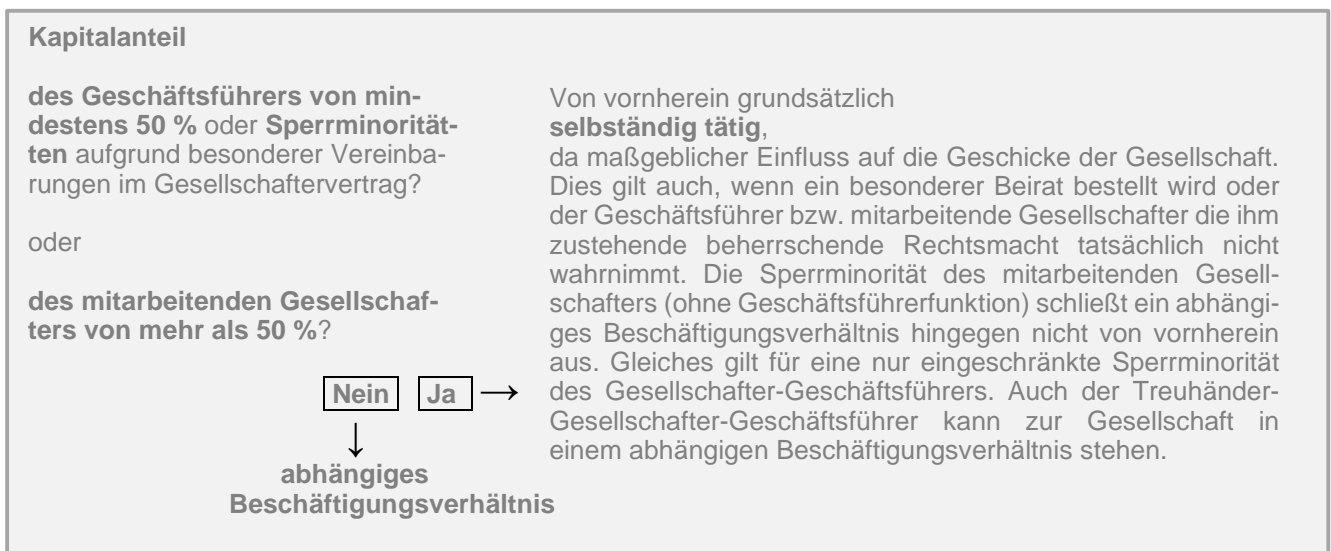 Kapitalanteil
des Geschäftsführers von min-
destens 50 % oder Sperrminoritä-
ten aufgrund besonderer Vereinba-
rungen im Gesellschaftervertrag?
oder
des mitarbeitenden Gesellschaf-
ters von mehr als 50 %?
Nein Ja →
↓
abhängiges
Beschäftigungsverhältnis
Von vornherein grundsätzlich
selbständig tätig,
da maßgeblicher Einfluss auf die Geschicke der Gesellschaft.
Dies gilt auch, wenn ein besonderer Beirat bestellt wird oder
der Geschäftsführer bzw. mitarbeitende Gesellschafter die ihm
zustehende beherrschende Rechtsmacht tatsächlich nicht
wahrnimmt. Die Sperrminorität des mitarbeitenden Gesell-
schafters (ohne Geschäftsführerfunktion) schließt ein abhängi-
ges Beschäftigungsverhältnis hingegen nicht von vornherein
aus. Gleiches gilt für eine nur eingeschränkte Sperrminorität
des Gesellschafter-Geschäftsführers. Auch der Treuhänder-
Gesellschafter-Geschäftsführer kann zur Gesellschaft in
einem abhängigen Beschäftigungsverhältnis stehen.